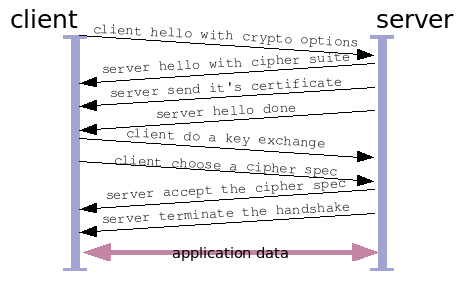 client
server
client hello with crypto options
server hello with cipher suite
server send it's certificate
server hello done
client do a key exchange
client choose a cipher spec
server accept the cipher spec
server terminate the handshake
application data